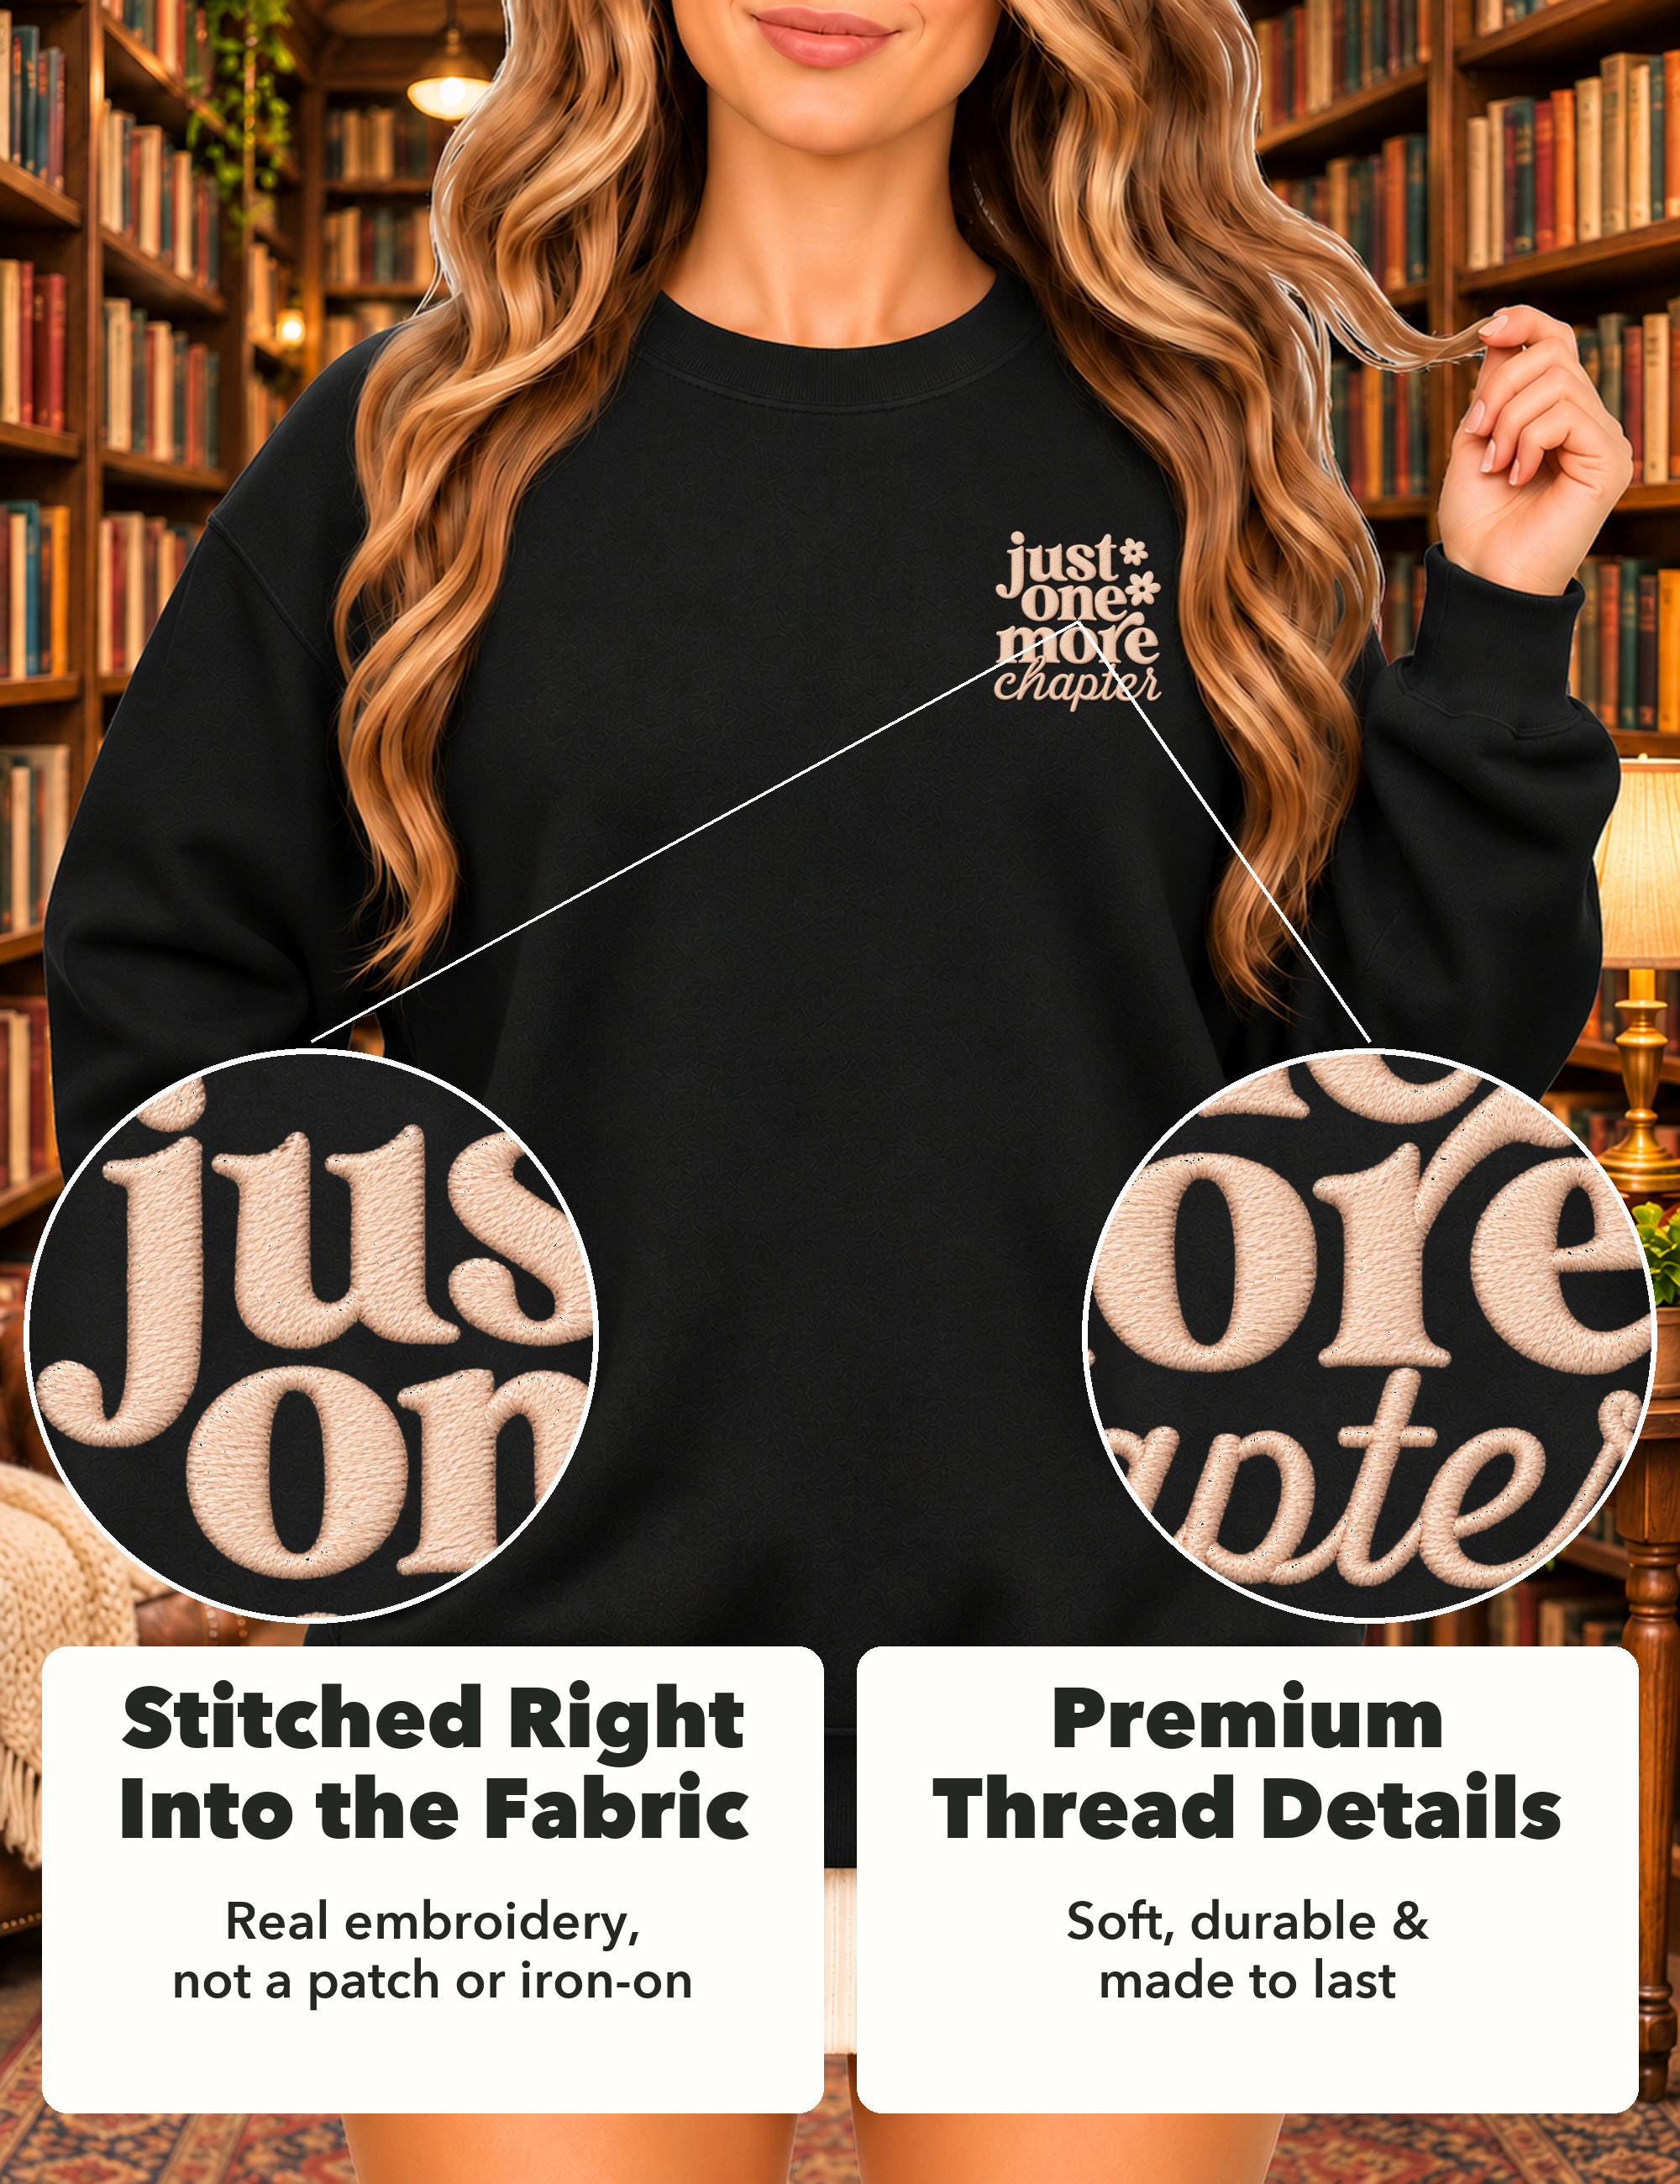 just
one
more
chapter
jus
on
ore
pte
Stitched Right
Into the Fabric
Real embroidery,
not a patch or iron-on
Premium
Thread Details
Soft, durable &
made to last